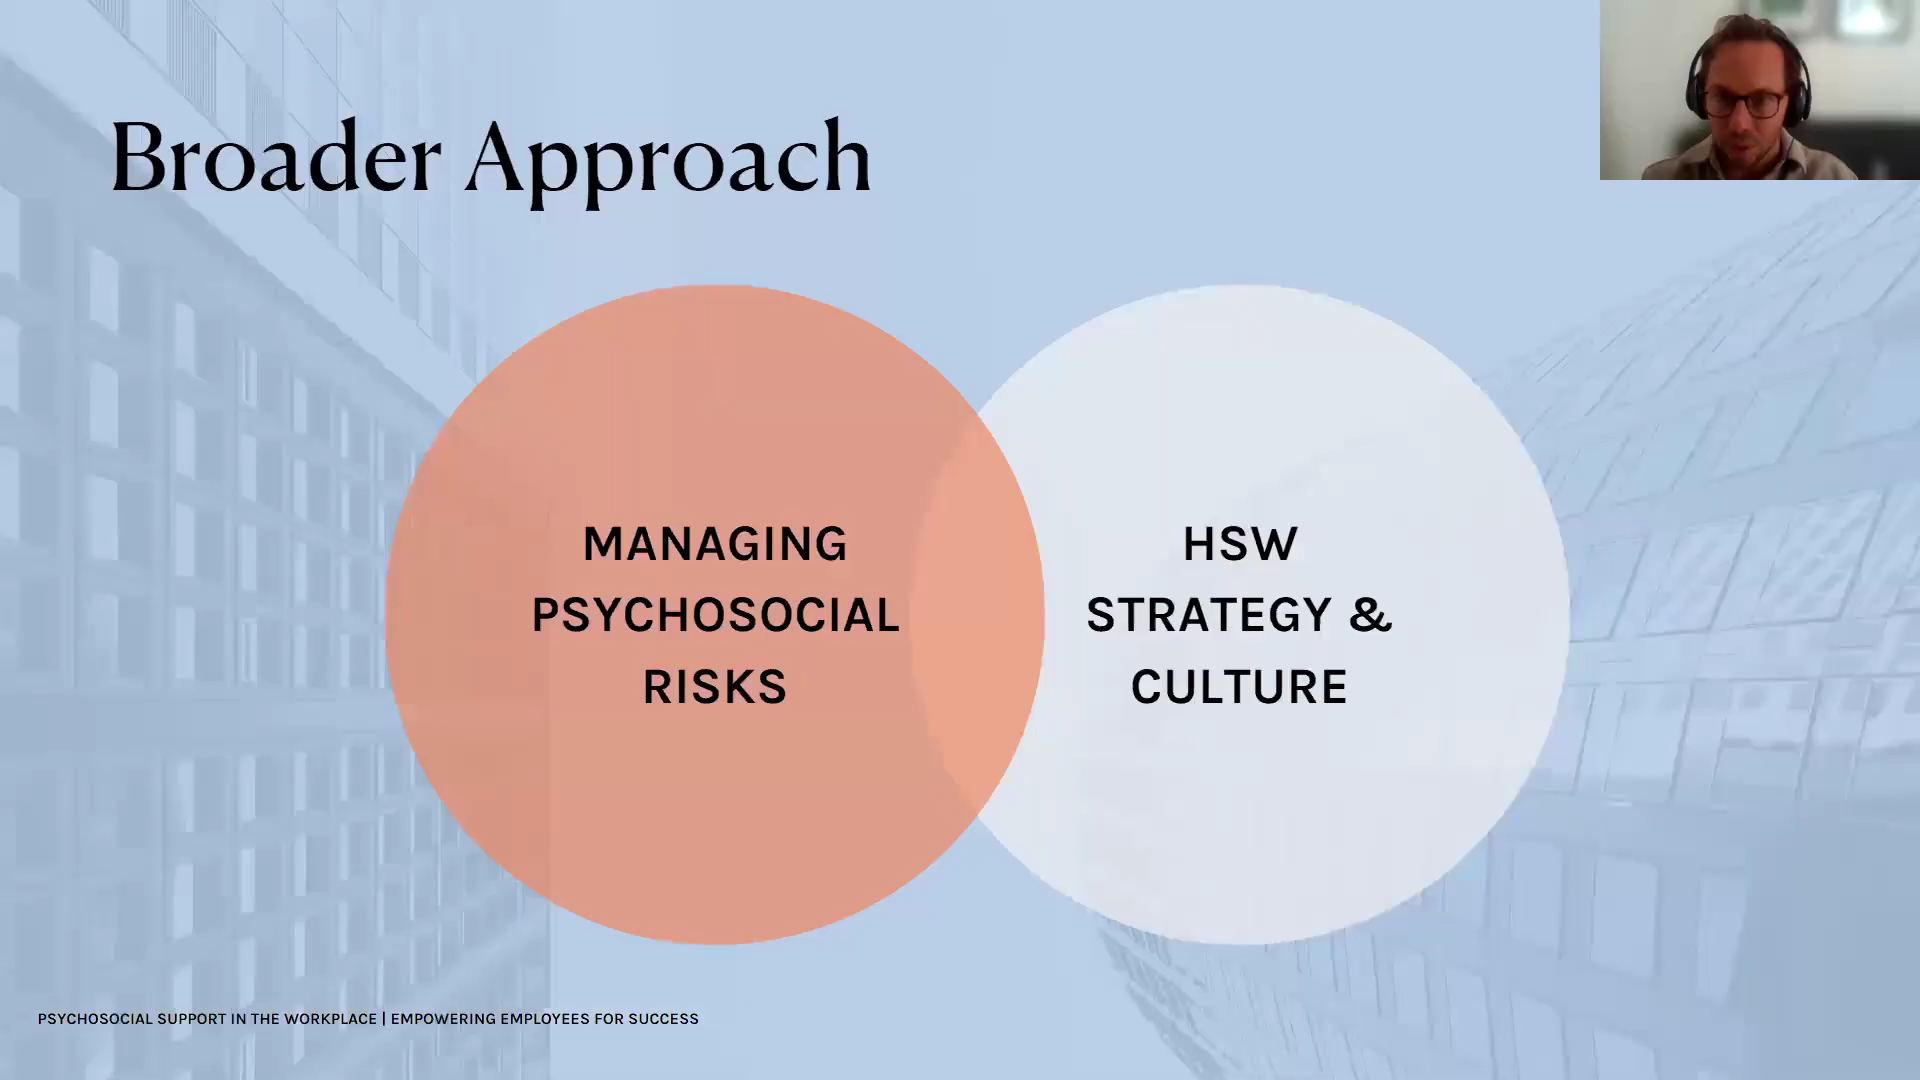 Broader Approach
MANAGING
PSYCHOSOCIAL
RISKS
HSW
STRATEGY &
CULTURE
PSYCHOSOCIAL SUPPORT IN THE WORKPLACE | EMPOWERING EMPLOYEES FOR SUCCESS